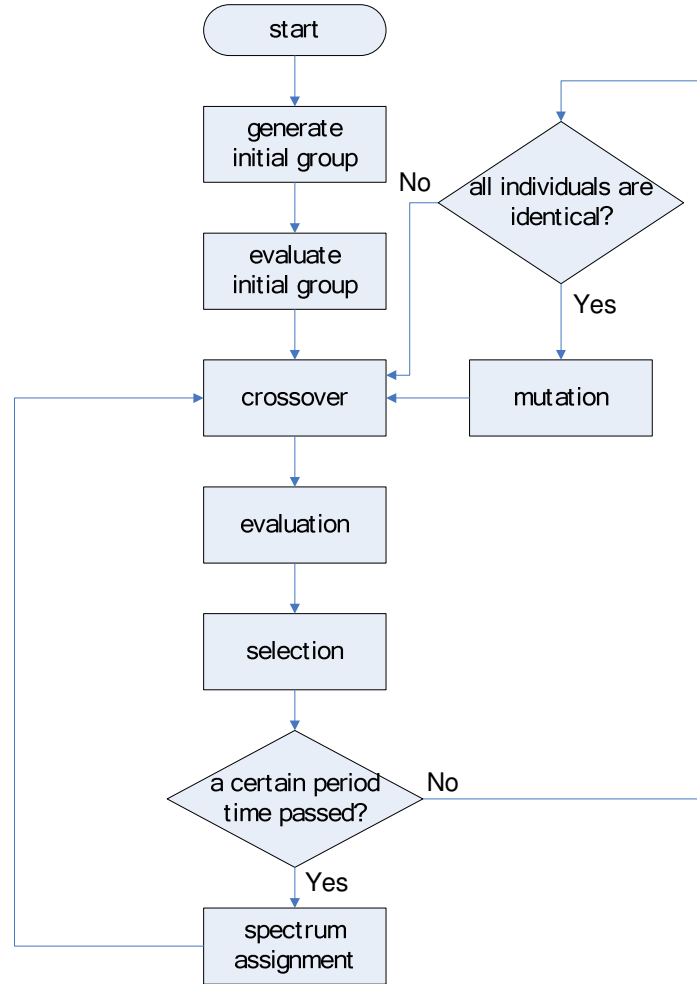 start
generate
initial group
evaluate
initial group
crossover
evaluation
selection
a certain period
time passed?
No
Yes
spectrum
assignment
all individuals are
identical?
No
Yes
mutation